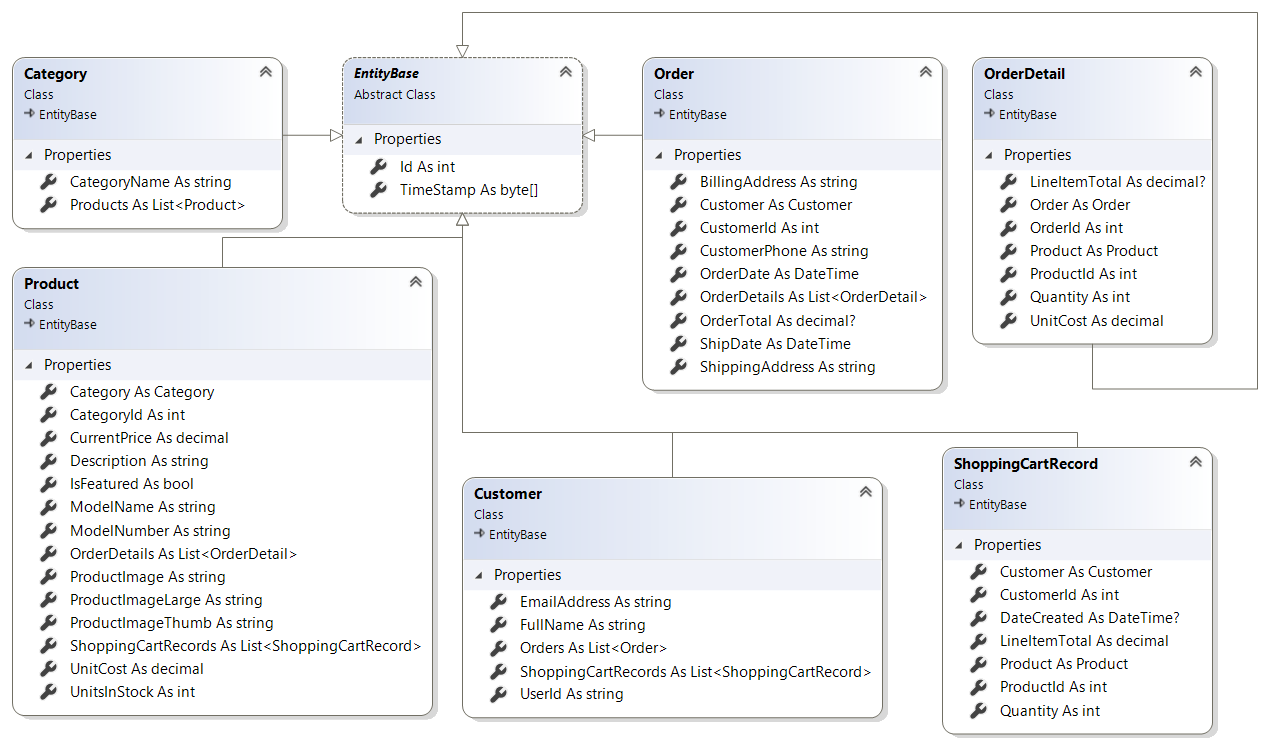 Category
Class
EntityBase
Properties
CategoryName As string
Products As List<Product>
EntityBase
Abstract Class
Properties
Id As int
TimeStamp As byte[]
Order
Class
EntityBase
Properties
BillingAddress As string
Customer As Customer
CustomerId As int
CustomerPhone As string
OrderDate As DateTime
OrderDetails As List<OrderDetail>
OrderTotal As decimal?
ShipDate As DateTime
ShippingAddress As string
OrderDetail
Class
EntityBase
Properties
LineItemTotal As decimal?
Order As Order
OrderId As int
Product As Product
ProductId As int
Quantity As int
UnitCost As decimal
Product
Class
EntityBase
Properties
Category As Category
CategoryId As int
CurrentPrice As decimal
Description As string
IsFeatured As bool
ModelName As string
ModelNumber As string
OrderDetails As List<OrderDetail>
ProductImage As string
ProductImageLarge As string
ProductImageThumb As string
ShoppingCartRecords As List<ShoppingCartRecord>
UnitCost As decimal
UnitsInStock As int
Customer
Class
EntityBase
Properties
EmailAddress As string
FullName As string
Orders As List<Order>
ShoppingCartRecords As List<ShoppingCartRecord>
UserId As string
ShoppingCartRecord
Class
EntityBase
Properties
Customer As Customer
CustomerId As int
DateCreated As DateTime?
LineItemTotal As decimal
Product As Product
ProductId As int
Quantity As int